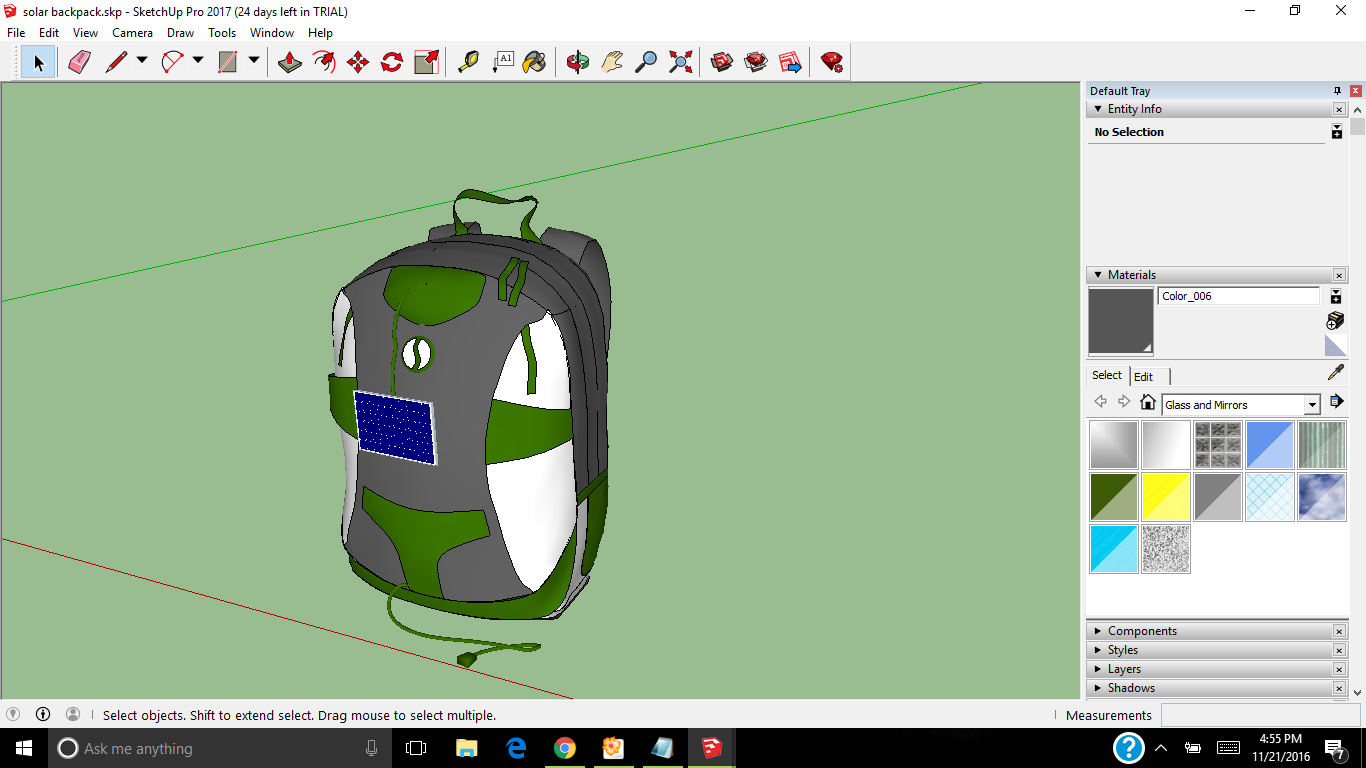 solar backpack.skp - SketchUp Pro 2017 (24 days left in TRIAL)
File Edit View Camera Draw Tools Window Help
A1
Default Tray
Entity Info
No Selection
Materials
Color_006
Select Edit
Glass and Mirrors
Components
Styles
Layers
Shadows
Select objects. Shift to extend select. Drag mouse to select multiple.
Measurements
Ask me anything
4:55 PM
11/21/2016
7